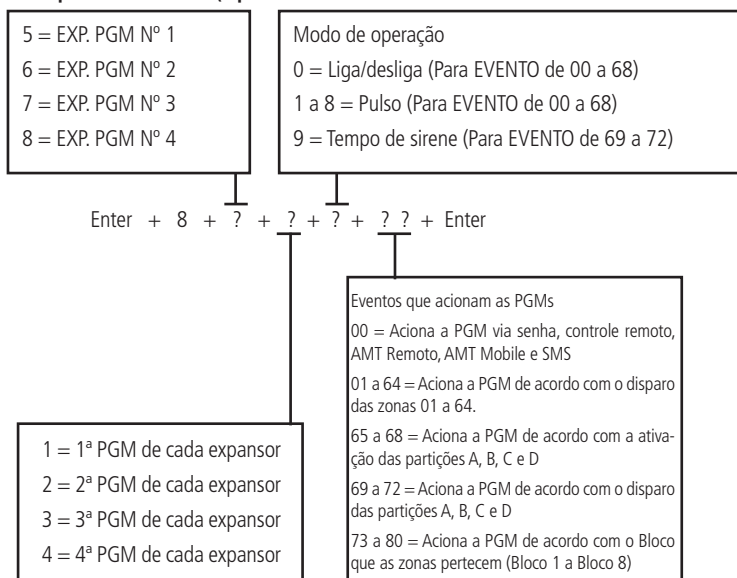 5 = EXP. PGM Nº 1
6 = EXP. PGM Nº 2
7 = EXP. PGM Nº 3
8 = EXP. PGM Nº 4
Modo de operação
0 = Liga/desliga (Para EVENTO de 00 a 68)
1 a 8 = Pulso (Para EVENTO de 00 a 68)
9 = Tempo de sirene (Para EVENTO de 69 a 72)
Enter + 8 + ? + ? + ? + ? ? + Enter
1 = 1ª PGM de cada expansor
2 = 2ª PGM de cada expansor
3 = 3ª PGM de cada expansor
4 = 4ª PGM de cada expansor
Eventos que acionam as PGMs
00 = Aciona a PGM via senha, controle remoto,
AMT Remoto, AMT Mobile e SMS
01 a 64 = Aciona a PGM de acordo com o disparo
das zonas 01 a 64.
65 a 68 = Aciona a PGM de acordo com a ativa-
ção das partições A, B, C e D
69 a 72 = Aciona a PGM de acordo com o disparo
das partições A, B, C e D
73 a 80 = Aciona a PGM de acordo com o Bloco
que as zonas pertecem (Bloco 1 a Bloco 8)